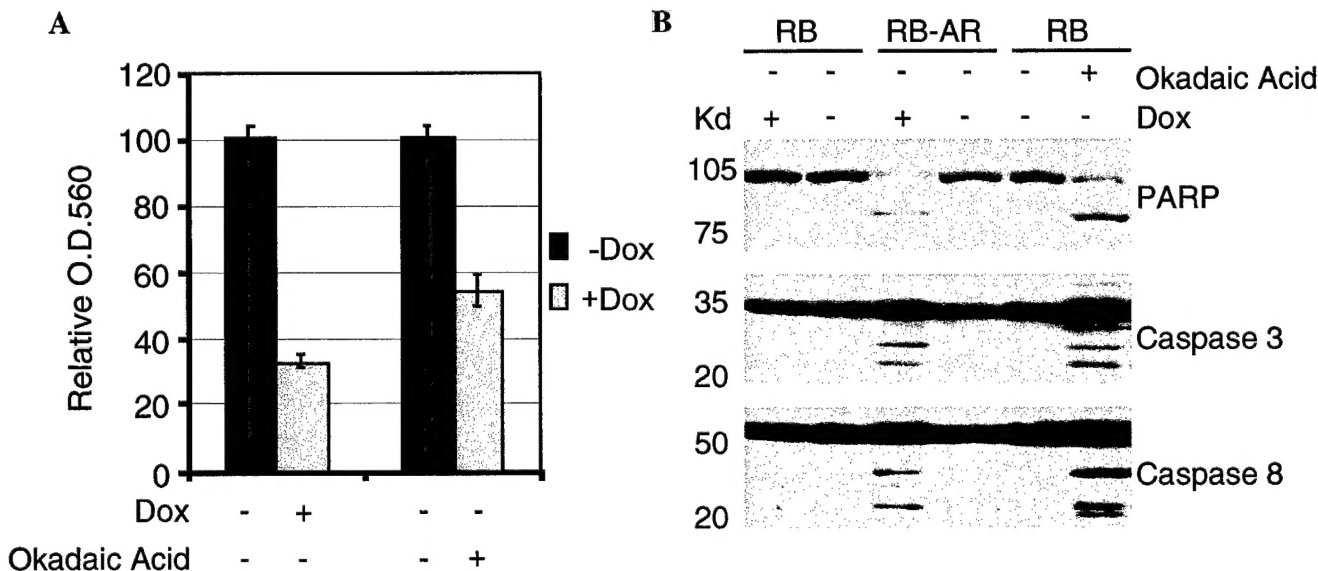 A
Relative O.D.560
120
100
80
60
40
20
0
-Dox
+Dox
Dox - + - -
Okadaic Acid - - - +
B
RB RB-AR RB
- - - - - + Okadaic Acid
Kd + - + - - - Dox
105
75
PARP
35
20
Caspase 3
50
20
Caspase 8